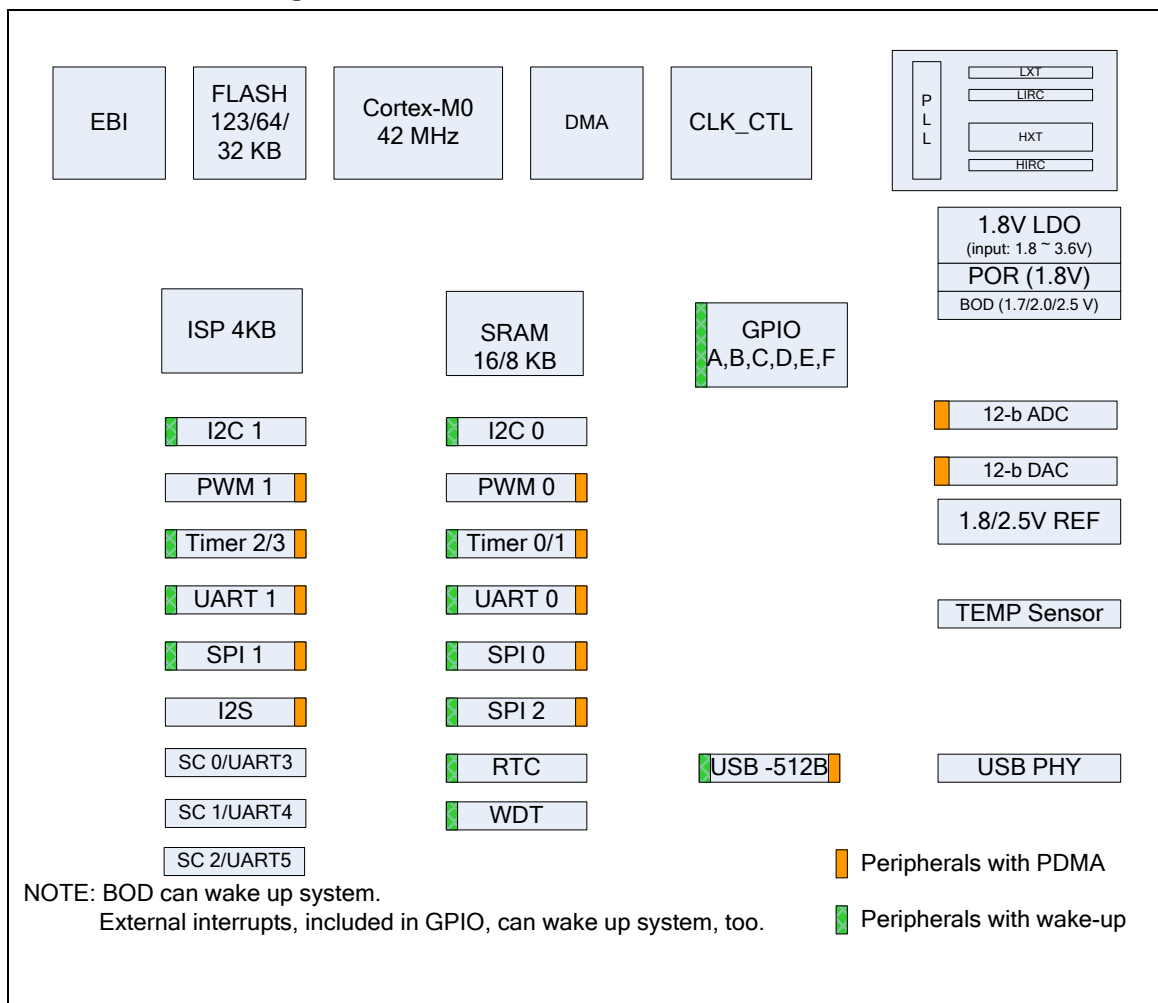 EBI
FLASH
123/64/
32 KB
Cortex-M0
42 MHz
DMA
CLK_CTL
P
L
L
LXT
LIRC
HXT
HIRC
1.8V LDO
(input: 1.8 ~ 3.6V)
POR (1.8V)
BOD (1.7/2.0/2.5 V)
ISP 4KB
SRAM
16/8 KB
GPIO
A,B,C,D,E,F
I2C 1
I2C 0
12-b ADC
PWM 1
PWM 0
12-b DAC
1.8/2.5V REF
Timer 2/3
Timer 0/1
UART 1
UART 0
TEMP Sensor
SPI 1
SPI 0
I2S
SPI 2
SC 0/UART3
RTC
USB -512B
USB PHY
SC 1/UART4
WDT
SC 2/UART5
Peripherals with PDMA
NOTE: BOD can wake up system.
External interrupts, included in GPIO, can wake up system, too.
Peripherals with wake-up